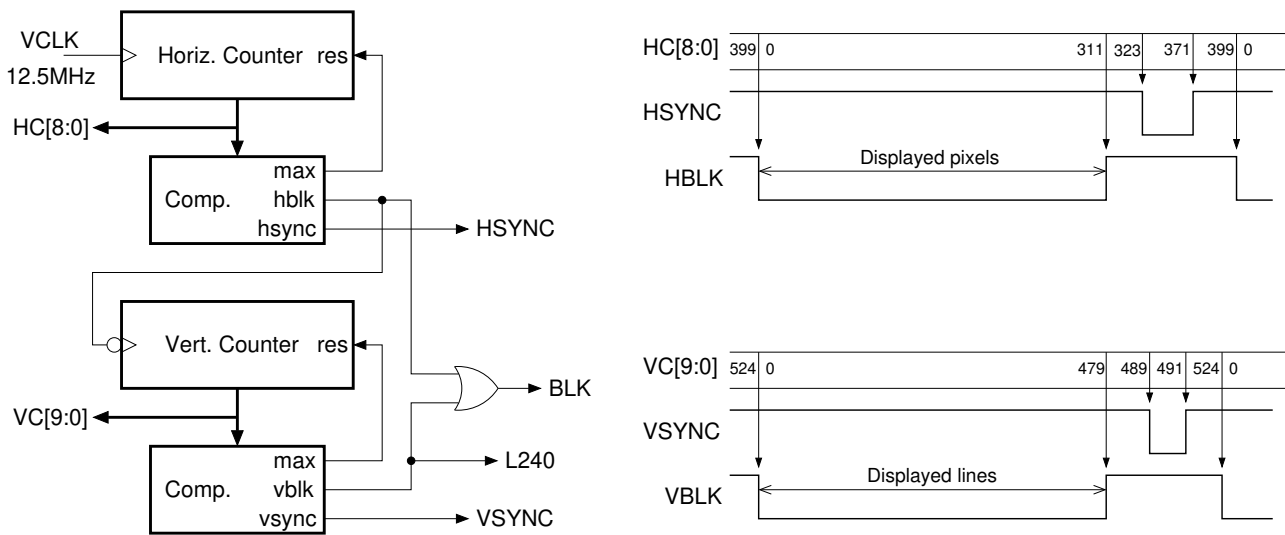 VCLK
12.5MHz
Horiz. Counter res
HC[8:0]
Comp.
max
hblk
hsync
HSYNC
Vert. Counter res
VC[9:0]
BLK
Comp.
max
vblk
vsync
L240
VSYNC
HC[8:0] 399 0 311 323 371 399 0
HSYNC
Displayed pixels
HBLK
VC[9:0] 524 0 479 489 491 524 0
VSYNC
Displayed lines
VBLK